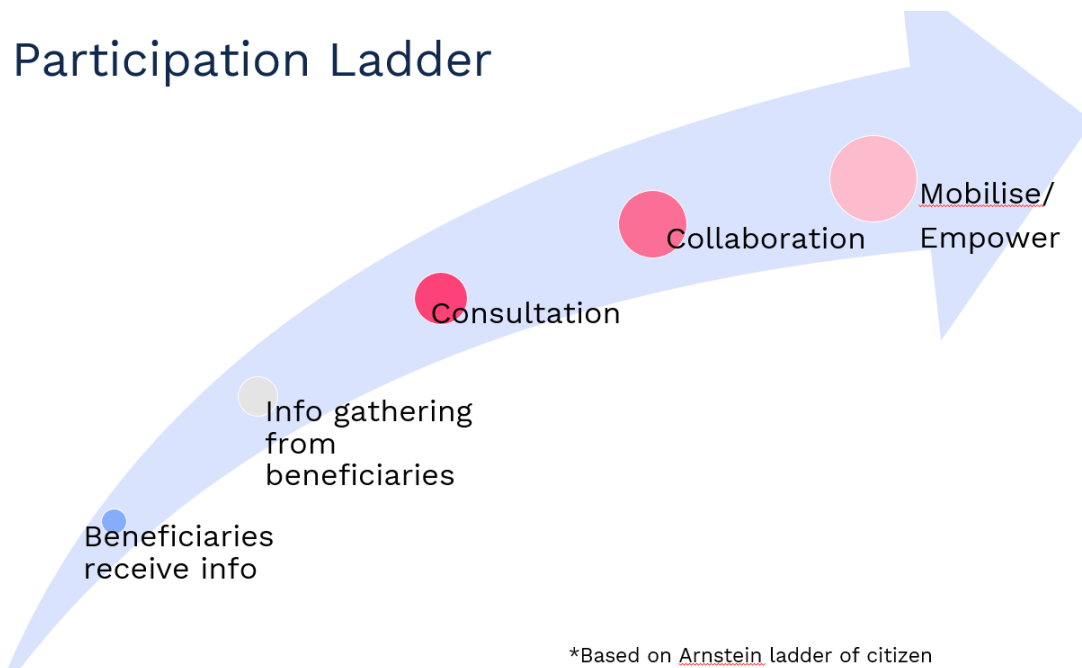 Participation Ladder
Mobilise/
Empower
Collaboration
Consultation
Info gathering
from
beneficiaries
Beneficiaries
receive info
*Based on Arnstein ladder of citizen